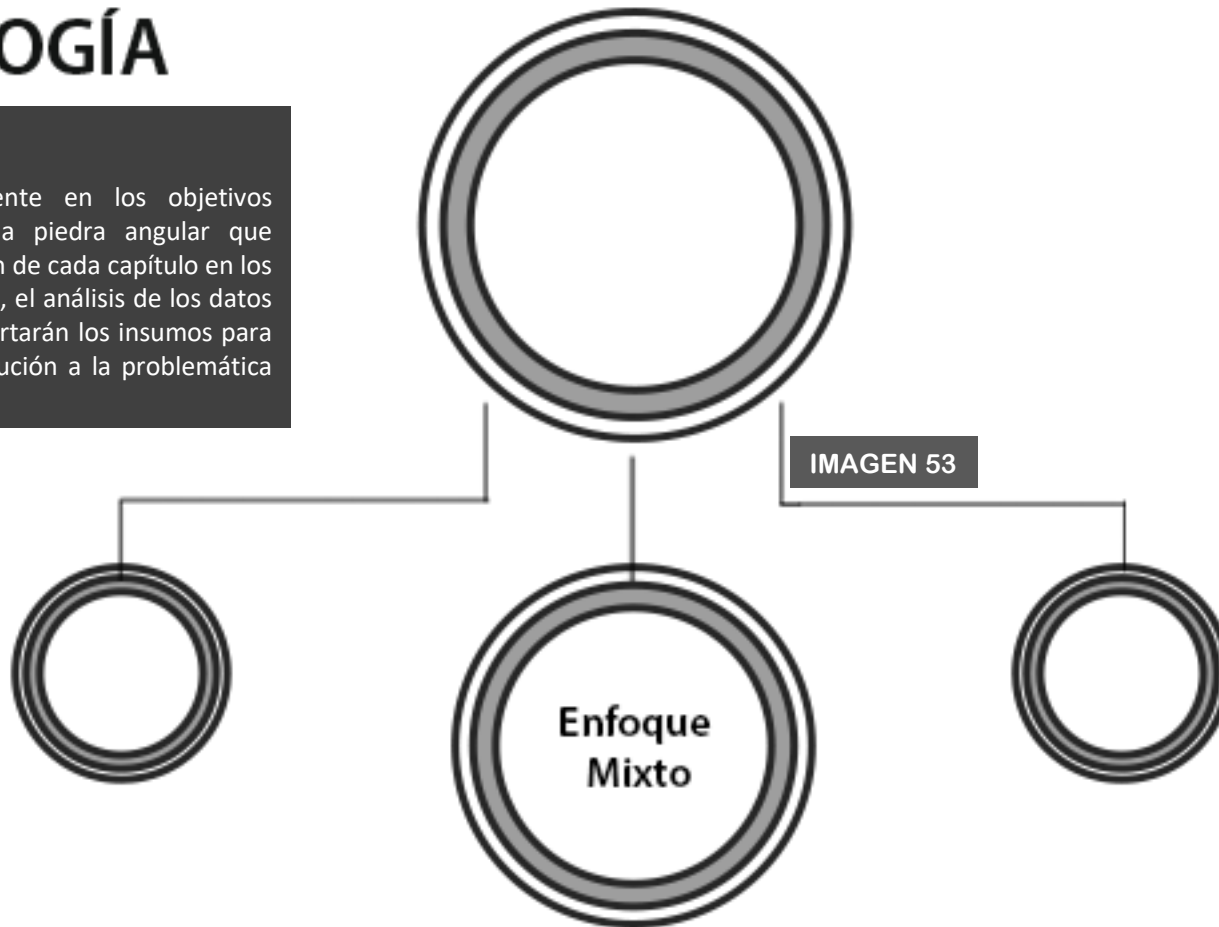 OGÍA
ente en los objetivos
a piedra angular que
n de cada capítulo en los
, el análisis de los datos
rtarán los insumos para
ución a la problemática
IMAGEN 53
Enfoque
Mixto